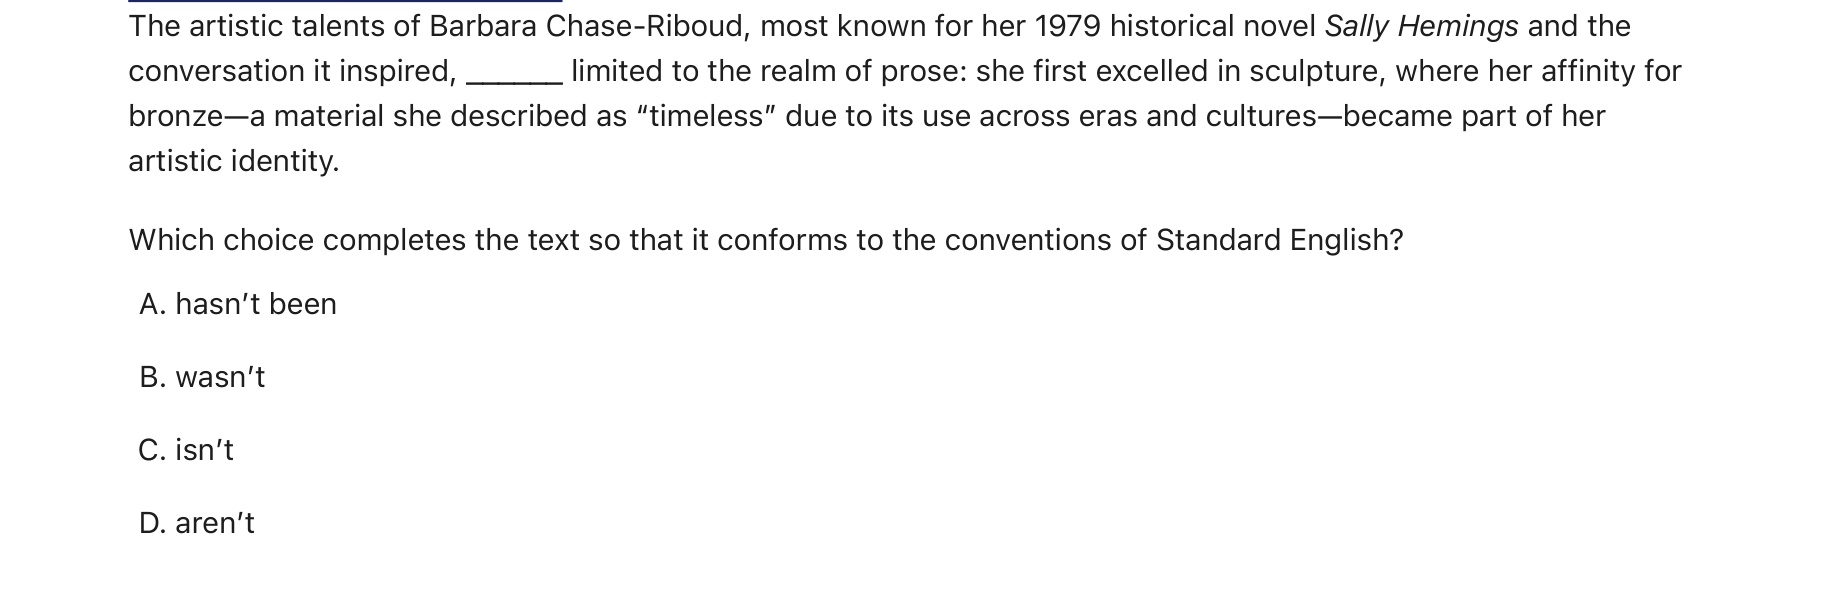 The artistic talents of Barbara Chase-Riboud, most known for her 1979 historical novel Sally Hemings and the
conversation it inspired, ______ limited to the realm of prose: she first excelled in sculpture, where her affinity for
bronze—a material she described as “timeless” due to its use across eras and cultures—became part of her
artistic identity.
Which choice completes the text so that it conforms to the conventions of Standard English?
A. hasn’t been
B. wasn’t
C. isn’t
D. aren’t